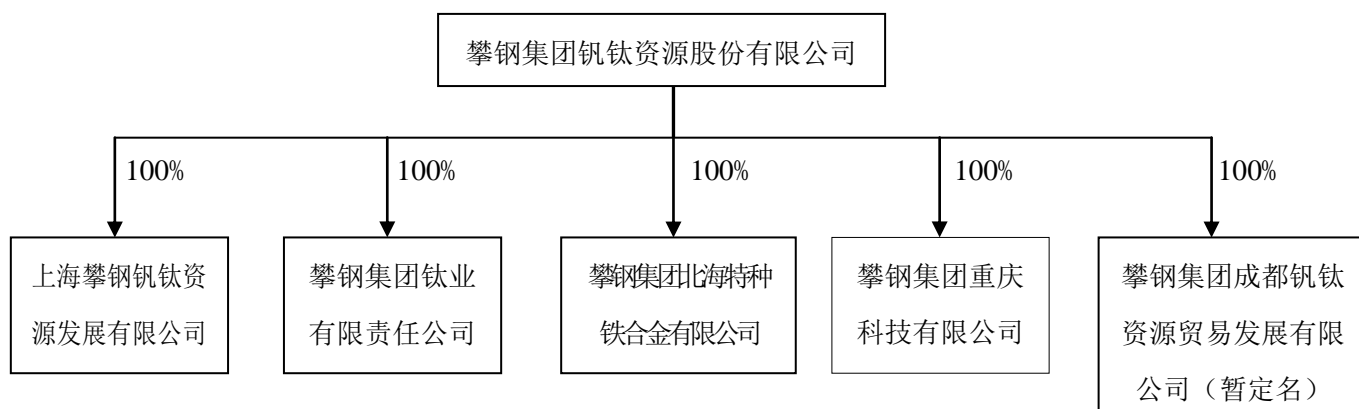 攀钢集团钒钛资源股份有限公司
100%
100%
100%
100%
100%
上海攀钢钒钛资
源发展有限公司
攀钢集团钛业
有限责任公司
攀钢集团北海特种
铁合金有限公司
攀钢集团重庆
科技有限公司
攀钢集团成都钒钛
资源贸易发展有限
公司（暂定名）